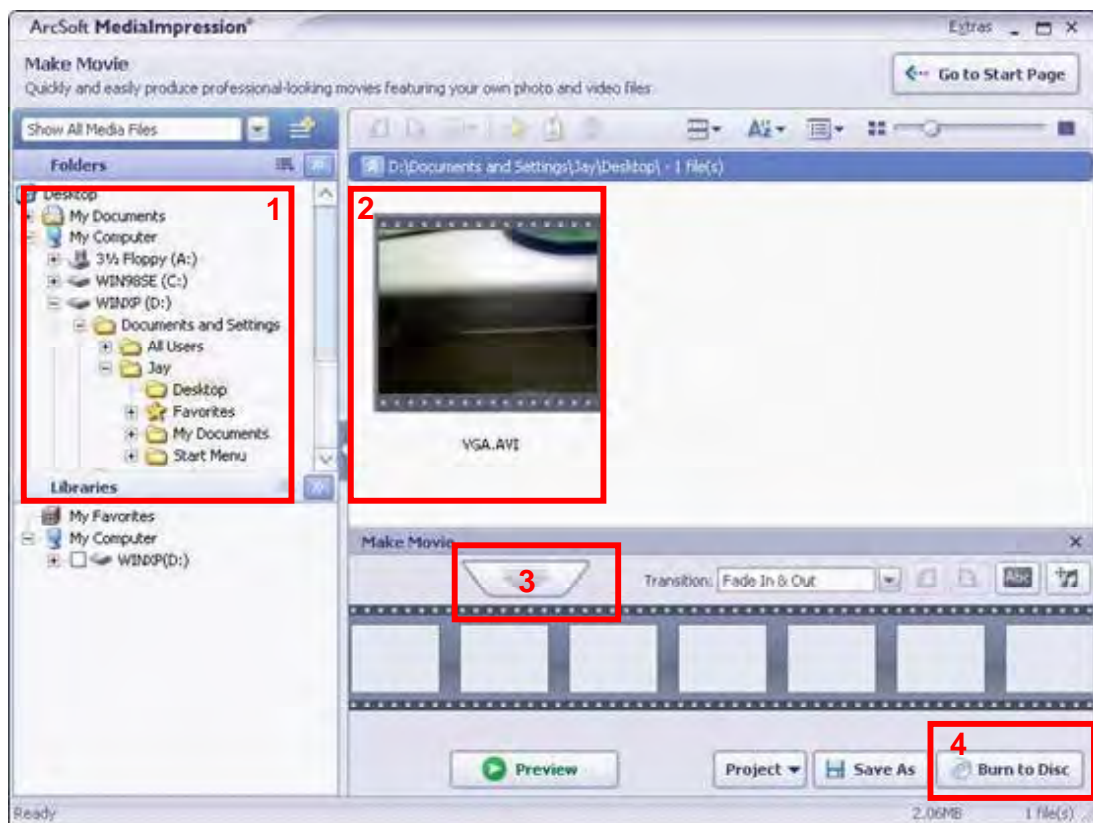 ArcSoft MediaImpression®
Extras
Make Movie
Quickly and easily produce professional-looking movies featuring your own photo and video files
Go to Start Page
Show All Media Files
Folders
D:\Documents and Settings\Jay\Desktop\ - 1 file(s)
Desktop
1
My Documents
My Computer
3½ Floppy (A:)
WIN98SE (C:)
WINXP (D:)
Documents and Settings
All Users
Jay
Desktop
Favorites
My Documents
Start Menu
2
VGA.AVI
Libraries
My Favorites
My Computer
WINXP(D:)
Make Movie
3
Transition: Fade In & Out
Abc
Preview
Project
Save As
4
Burn to Disc
Ready
2.06MB
1 file(s)